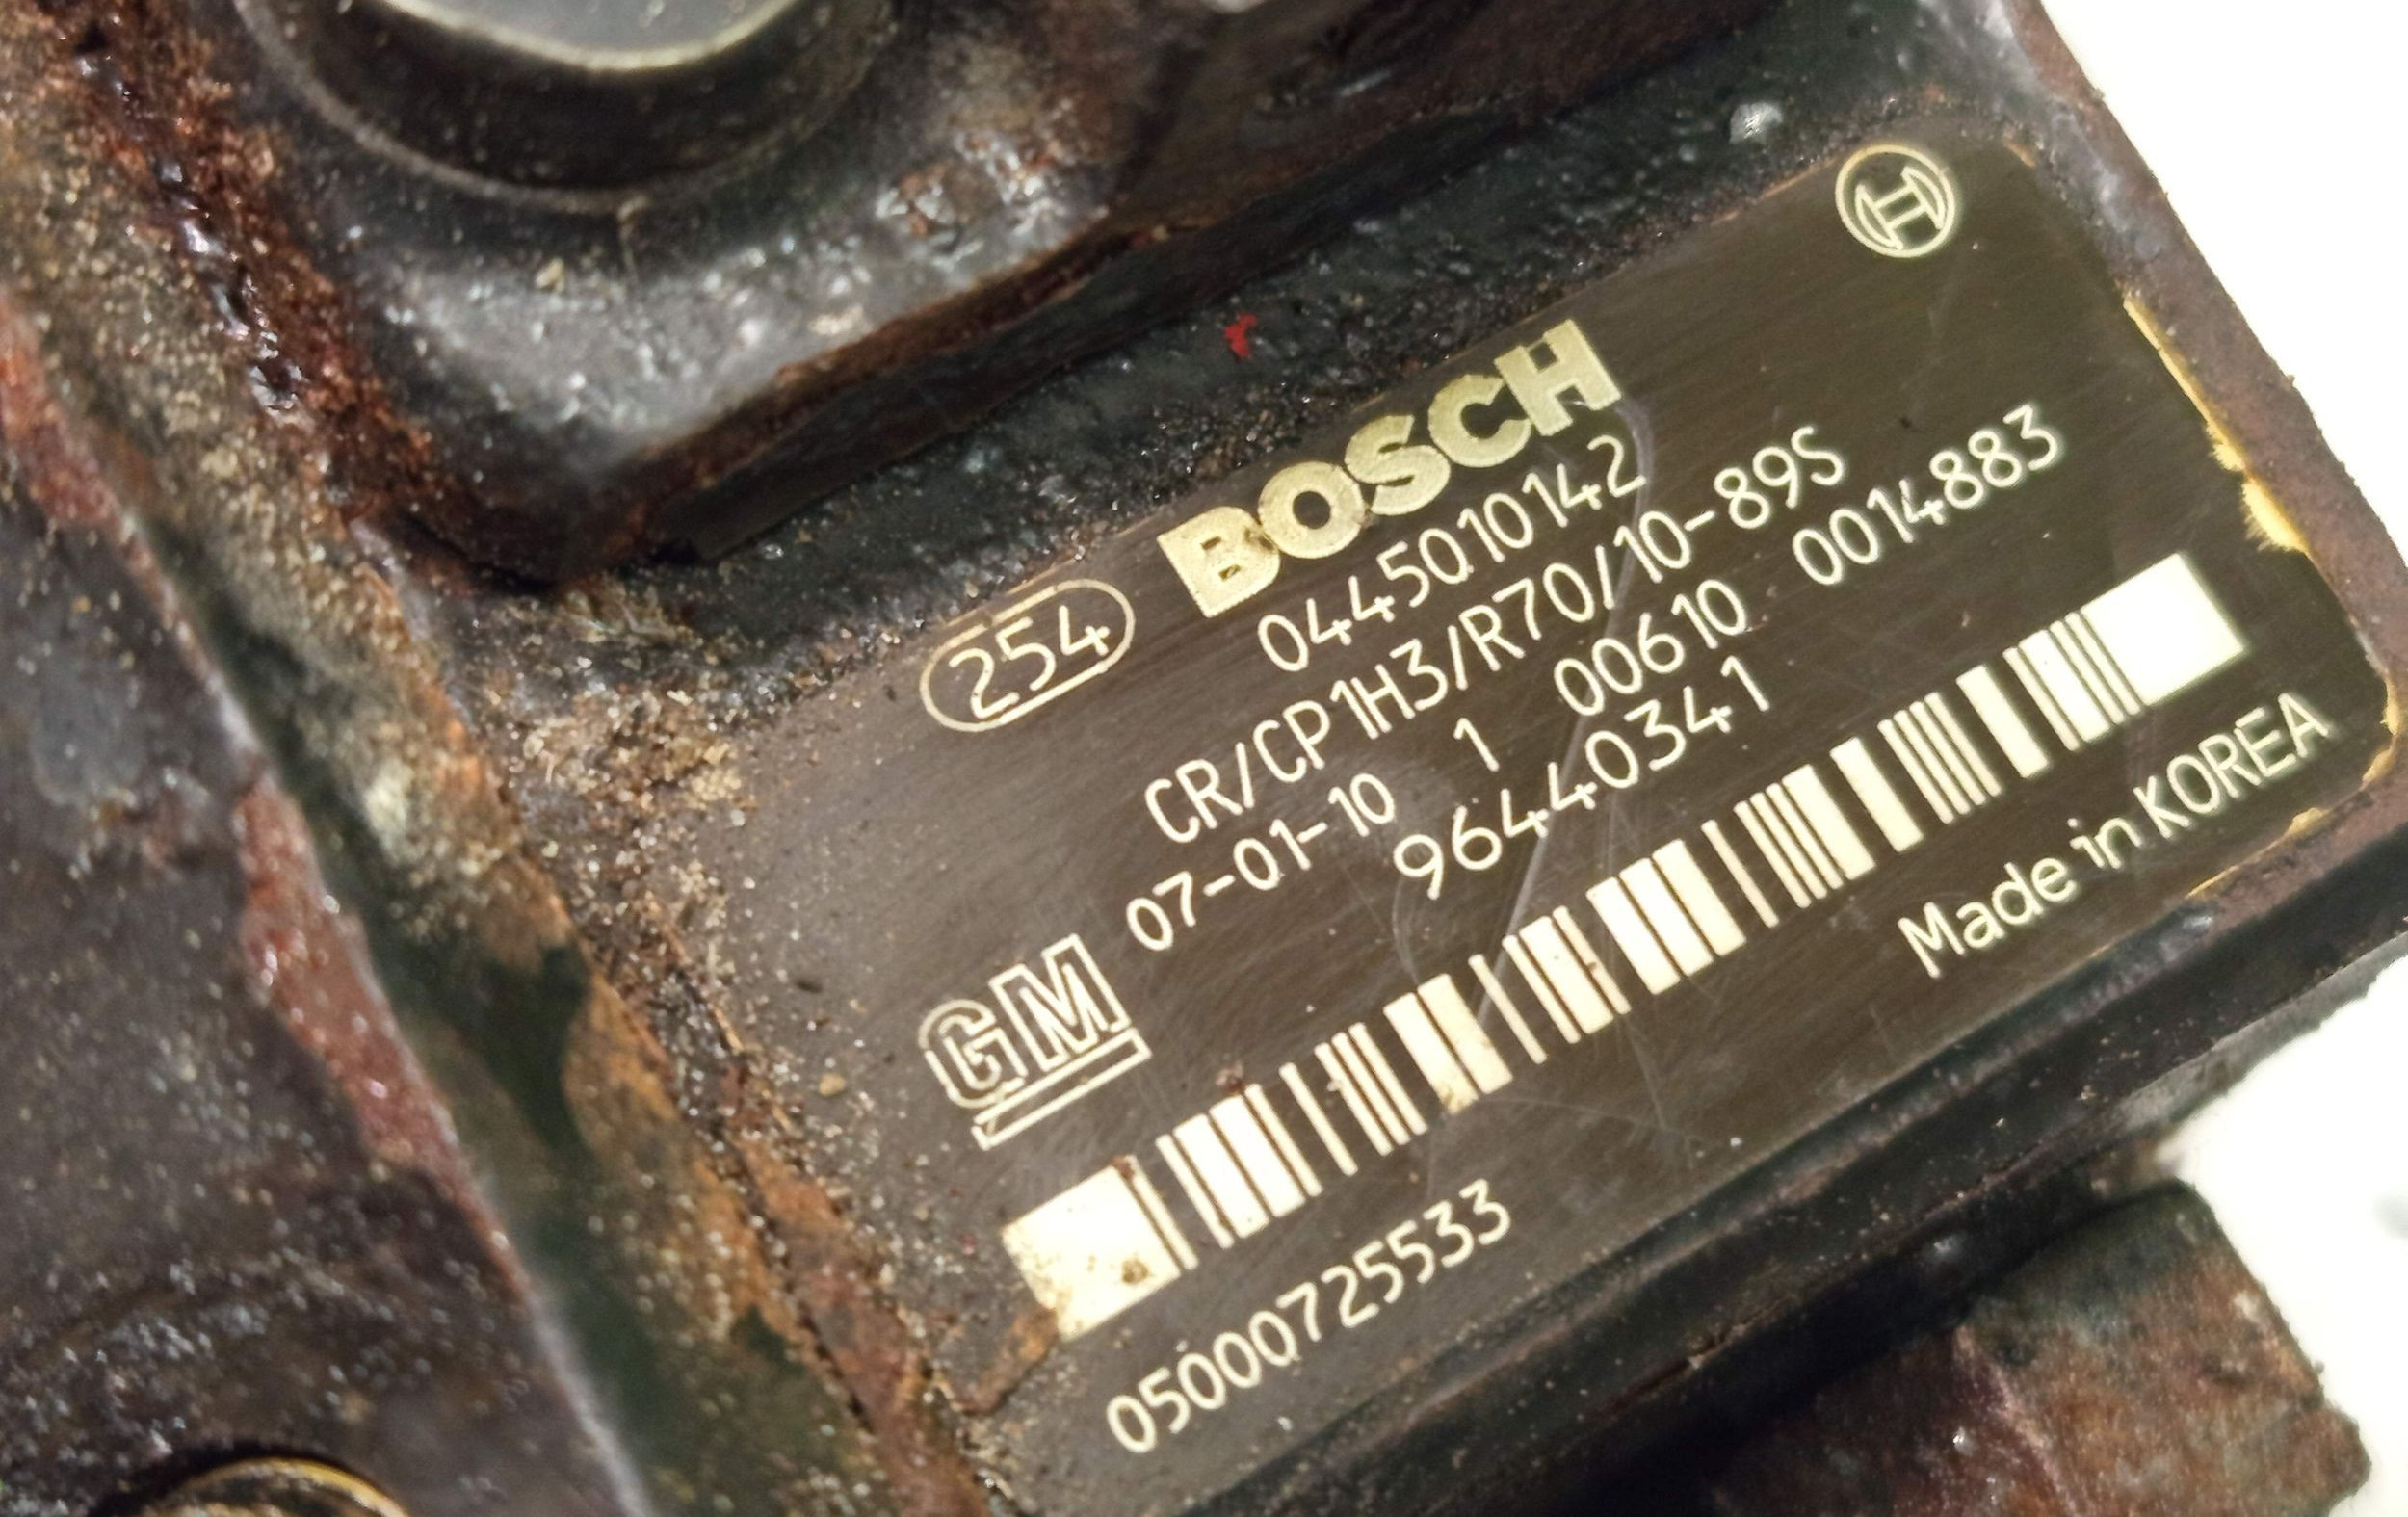 BOSCH
254
0445010142
CR/CP1H3/R70/10-89S
07-01-10 1 00610 0014883
96440341
GM
Made in KOREA
05000725533